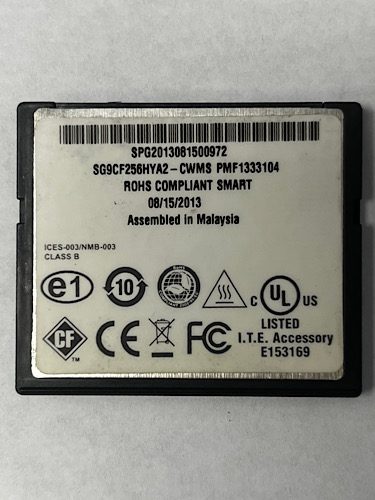 SPG2013081500972
SG9CF256HYA2-CWMS PMF1333104
ROHS COMPLIANT SMART
08/15/2013
Assembled in Malaysia
ICES-003/NMB-003
CLASS B
e1
10
C UL US
LISTED
I.T.E. Accessory
E153169
CF TM
CE
FC